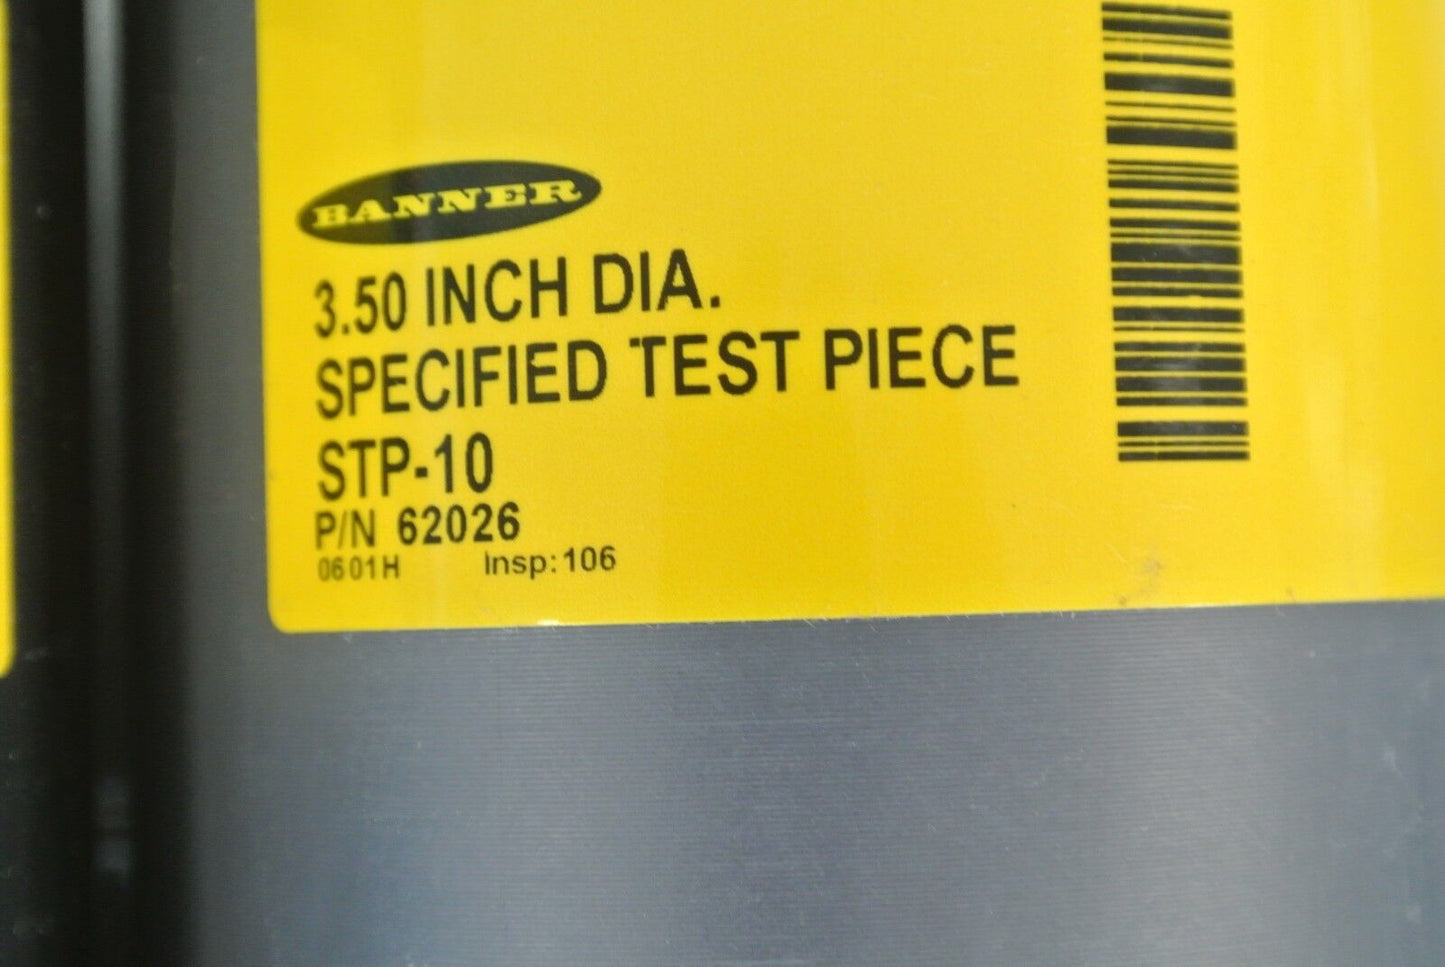 BANNER
3.50 INCH DIA.
SPECIFIED TEST PIECE
STP-10
P/N 62026
0601H Insp:106